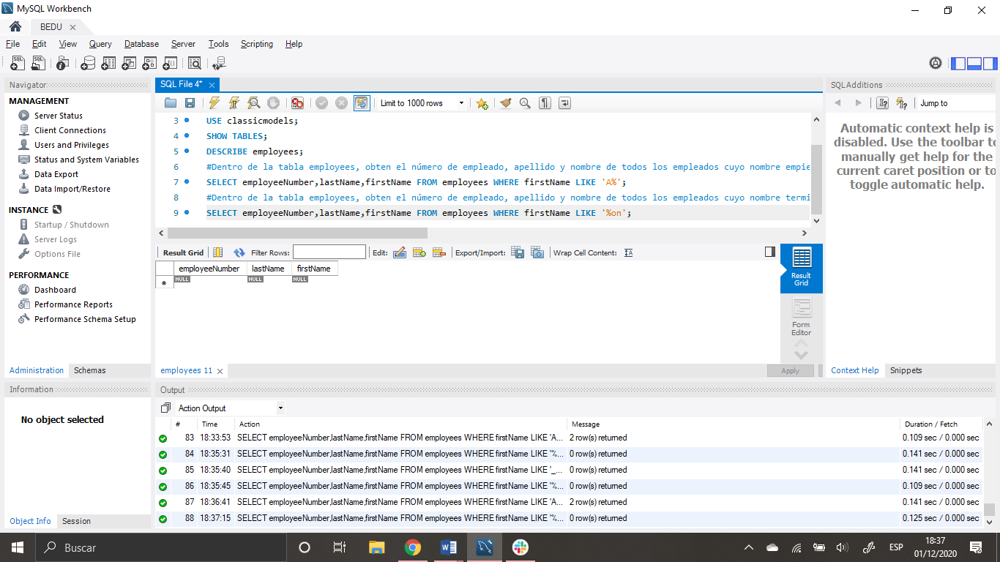 MySQL Workbench
BEDU
File Edit View Query Database Server Tools Scripting Help
Navigator
MANAGEMENT
Server Status
Client Connections
Users and Privileges
Status and System Variables
Data Export
Data Import/Restore
INSTANCE
Startup / Shutdown
Server Logs
Options File
PERFORMANCE
Dashboard
Performance Reports
Performance Schema Setup
Administration Schemas
Information
No object selected
Object Info Session
SQL File 4*
Limit to 1000 rows
3 USE classicmodels;
4 SHOW TABLES;
5 DESCRIBE employees;
6 #Dentro de la tabla employees, obten el número de empleado, apellido y nombre de todos los empleados cuyo nombre empie
7 SELECT employeeNumber,lastName,firstName FROM employees WHERE firstName LIKE 'A%';
8 #Dentro de la tabla employees, obten el número de empleado, apellido y nombre de todos los empleados cuyo nombre termi
9 SELECT employeeNumber,lastName,firstName FROM employees WHERE firstName LIKE '%on';
Result Grid Filter Rows: Edit: Export/Import: Wrap Cell Content:
employeeNumber lastName firstName
NULL NULL NULL
Result
Grid
Form
Editor
employees 11
Apply
SQLAdditions
Jump to
Automatic context help is
disabled. Use the toolbar to
manually get help for the
current caret position or to
toggle automatic help.
Context Help Snippets
Output
Action Output
# Time Action Message Duration / Fetch
83 18:33:53 SELECT employeeNumber,lastName,firstName FROM employees WHERE firstName LIKE 'A... 2 row(s) returned 0.109 sec / 0.000 sec
84 18:35:31 SELECT employeeNumber,lastName,firstName FROM employees WHERE firstName LIKE '%... 0 row(s) returned 0.141 sec / 0.000 sec
85 18:35:40 SELECT employeeNumber,lastName,firstName FROM employees WHERE firstName LIKE '_... 0 row(s) returned 0.141 sec / 0.000 sec
86 18:35:45 SELECT employeeNumber,lastName,firstName FROM employees WHERE firstName LIKE '%... 0 row(s) returned 0.109 sec / 0.000 sec
87 18:36:41 SELECT employeeNumber,lastName,firstName FROM employees WHERE firstName LIKE 'A... 2 row(s) returned 0.141 sec / 0.000 sec
88 18:37:15 SELECT employeeNumber,lastName,firstName FROM employees WHERE firstName LIKE '%... 0 row(s) returned 0.125 sec / 0.000 sec
Buscar
ESP
18:37
01/12/2020